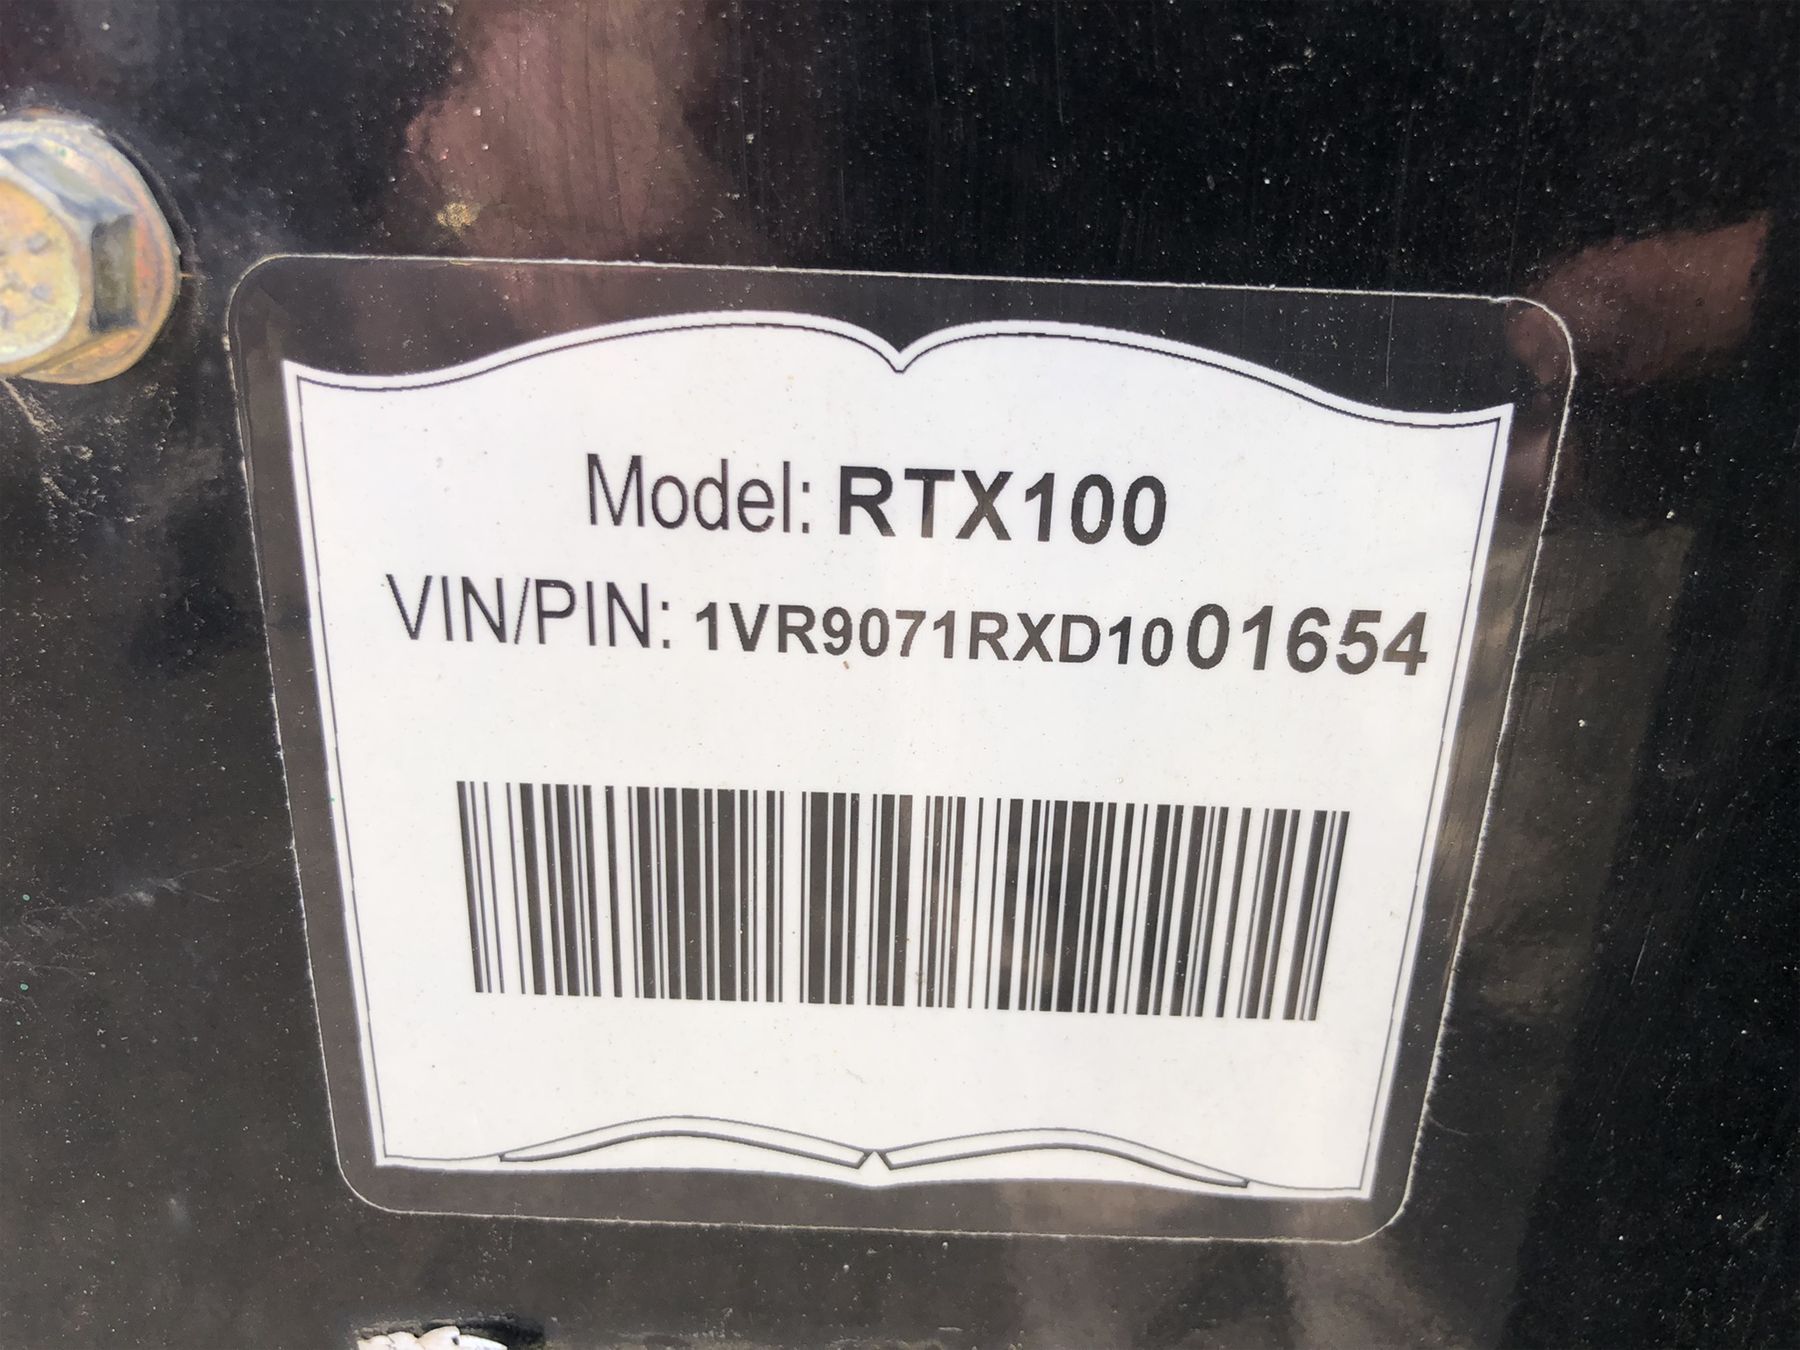 Model: RTX100
VIN/PIN: 1VR9071RXD1001654